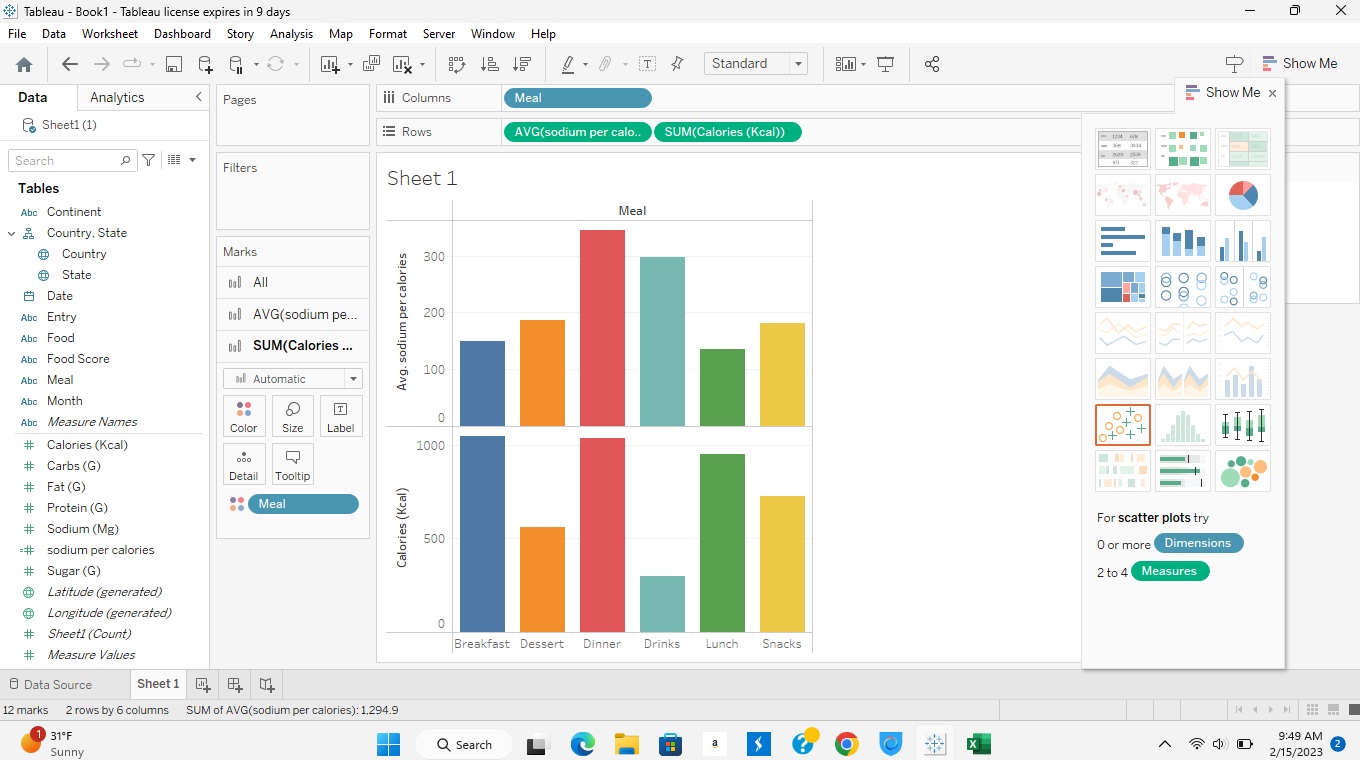 Tableau - Book1 - Tableau license expires in 9 days
File Data Worksheet Dashboard Story Analysis Map Format Server Window Help
Standard
Show Me
Data Analytics
Sheet1 (1)
Search
Tables
Abc Continent
Country, State
Country
State
Date
Abc Entry
Abc Food
Abc Food Score
Abc Meal
Abc Month
Abc Measure Names
# Calories (Kcal)
# Carbs (G)
# Fat (G)
# Protein (G)
# Sodium (Mg)
=# sodium per calories
# Sugar (G)
Latitude (generated)
Longitude (generated)
# Sheet1 (Count)
# Measure Values
Pages
Filters
Marks
All
AVG(sodium pe...
SUM(Calories ...
Automatic
Color Size Label
Detail Tooltip
Meal
Columns Meal
Rows AVG(sodium per calo.. SUM(Calories (Kcal))
Sheet 1
Meal
Avg. sodium per calories
300
200
100
0
Calories (Kcal)
1000
500
0
Breakfast Dessert Dinner Drinks Lunch Snacks
Show Me
For scatter plots try
0 or more Dimensions
2 to 4 Measures
Data Source Sheet 1
12 marks 2 rows by 6 columns SUM of AVG(sodium per calories): 1,294.9
1
31°F
Sunny
Search
a
9:49 AM
2/15/2023
2